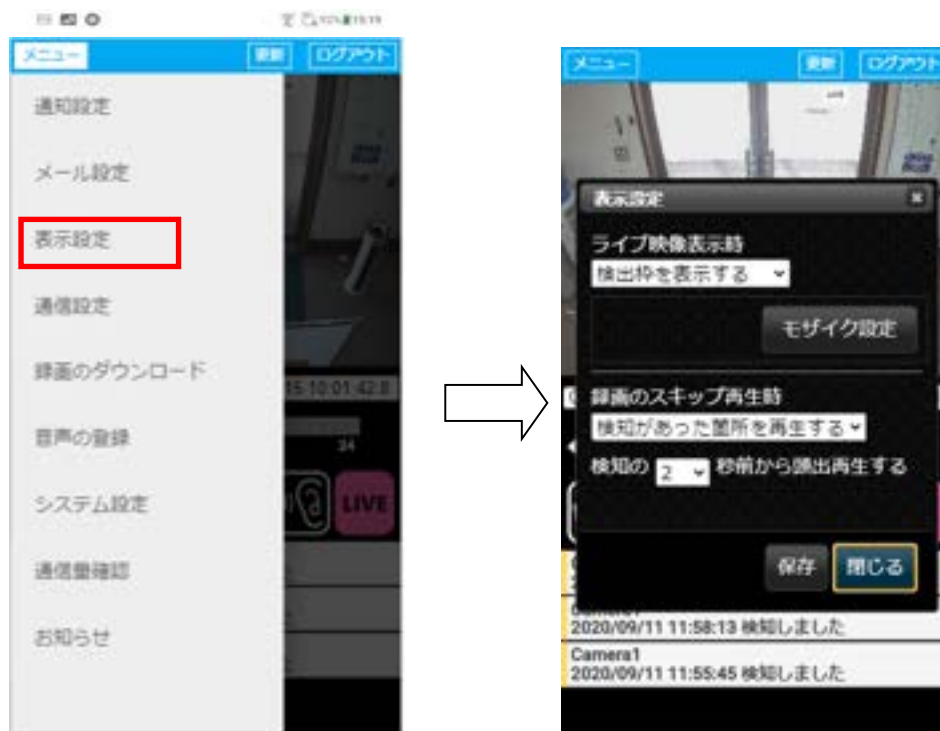 メニュー 更新 ログアウト
通知設定
メール設定
表示設定
通信設定
録画のダウンロード
音声の登録
システム設定
通信量確認
お知らせ
15 10:01:42.8
34
LIVE
メニュー 更新 ログアウト
表示設定
ライブ映像表示時
検出枠を表示する
モザイク設定
録画のスキップ再生時
検知があった箇所を再生する
検知の 2 秒前から頭出再生する
保存 閉じる
Camera1
2020/09/11 11:58:13 検知しました
Camera1
2020/09/11 11:55:45 検知しました